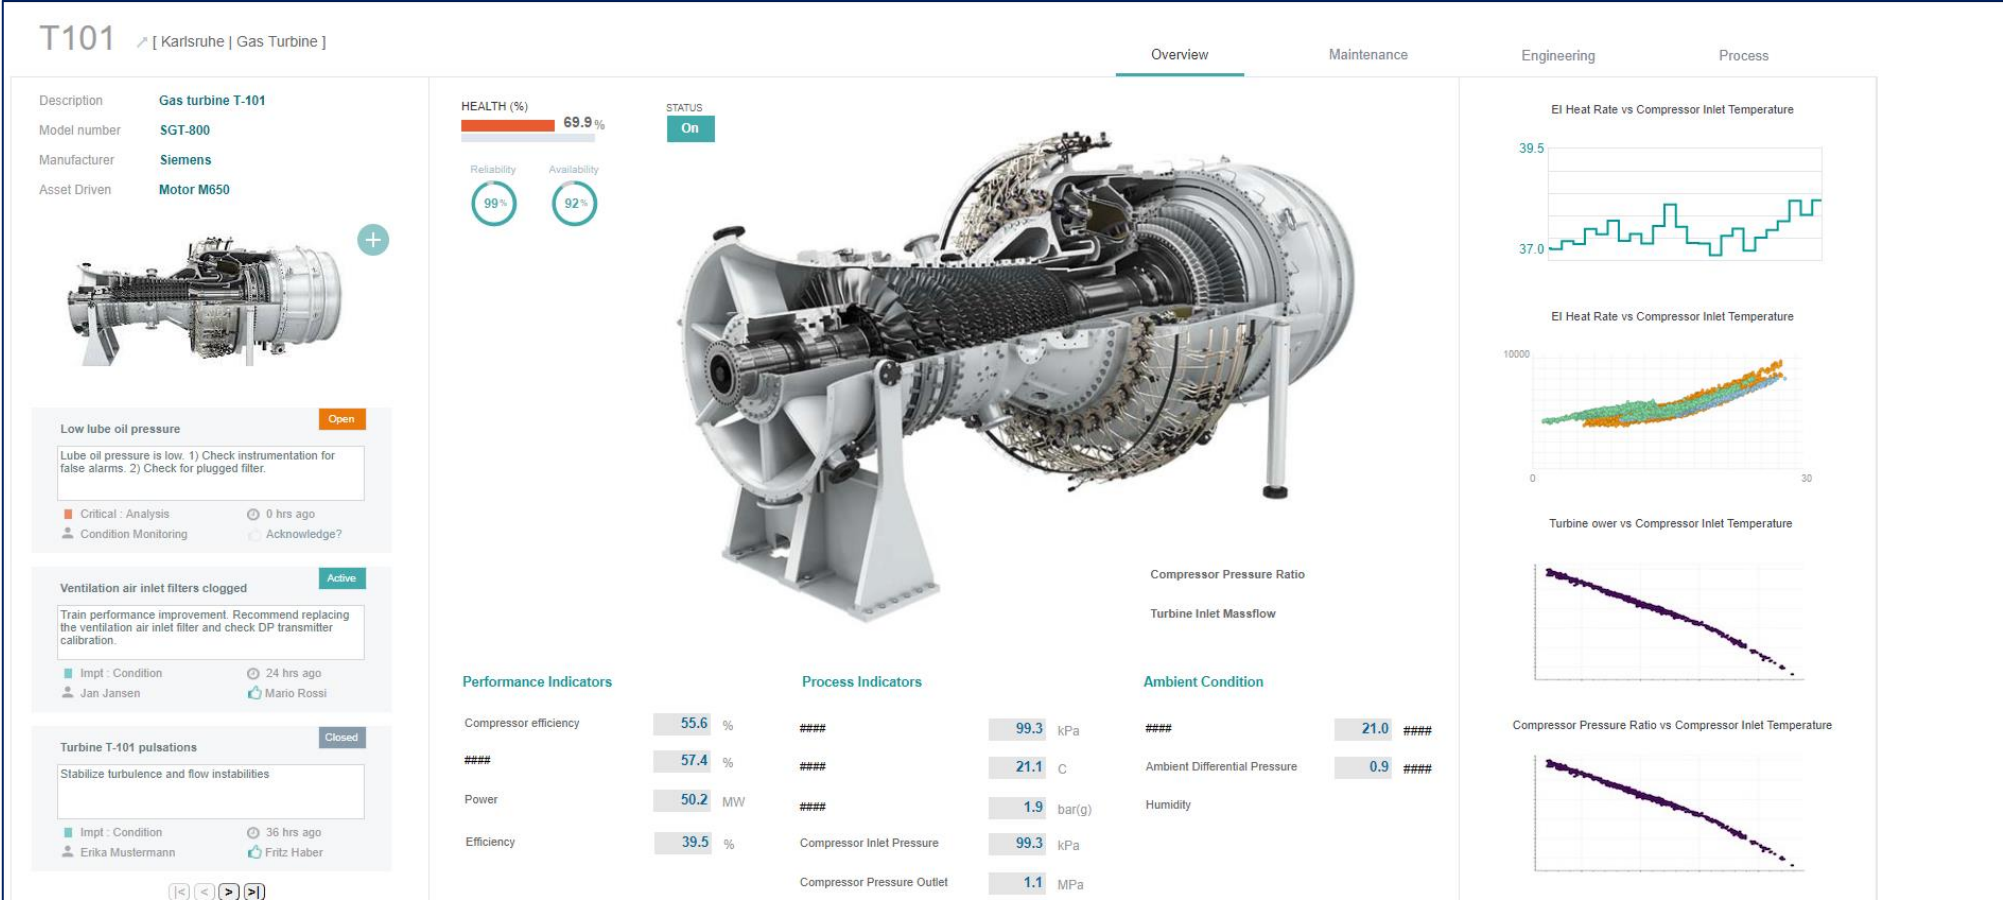 T101 [ Karlsruhe | Gas Turbine ]
Overview Maintenance Engineering Process
Description Gas turbine T-101
Model number SGT-800
Manufacturer Siemens
Asset Driven Motor M650
+
Low lube oil pressure Open
Lube oil pressure is low. 1) Check instrumentation for
false alarms. 2) Check for plugged filter.
Critical : Analysis 0 hrs ago
Condition Monitoring Acknowledge?
Ventilation air inlet filters clogged Active
Train performance improvement. Recommend replacing
the ventilation air inlet filter and check DP transmitter
calibration.
Impt : Condition 24 hrs ago
Jan Jansen Mario Rossi
Turbine T-101 pulsations Closed
Stabilize turbulence and flow instabilities
Impt : Condition 36 hrs ago
Erika Mustermann Fritz Haber
|< < > >|
HEALTH (%)
69.9 %
STATUS
On
Reliability Availability
99% 92%
Compressor Pressure Ratio
Turbine Inlet Massflow
Performance Indicators
Compressor efficiency 55.6 %
#### 57.4 %
Power 50.2 MW
Efficiency 39.5 %
Process Indicators
#### 99.3 kPa
#### 21.1 C
#### 1.9 bar(g)
Compressor Inlet Pressure 99.3 kPa
Compressor Pressure Outlet 1.1 MPa
Ambient Condition
#### 21.0 ####
Ambient Differential Pressure 0.9 ####
Humidity
EI Heat Rate vs Compressor Inlet Temperature
39.5
37.0
EI Heat Rate vs Compressor Inlet Temperature
10000
0 30
Turbine ower vs Compressor Inlet Temperature
Compressor Pressure Ratio vs Compressor Inlet Temperature